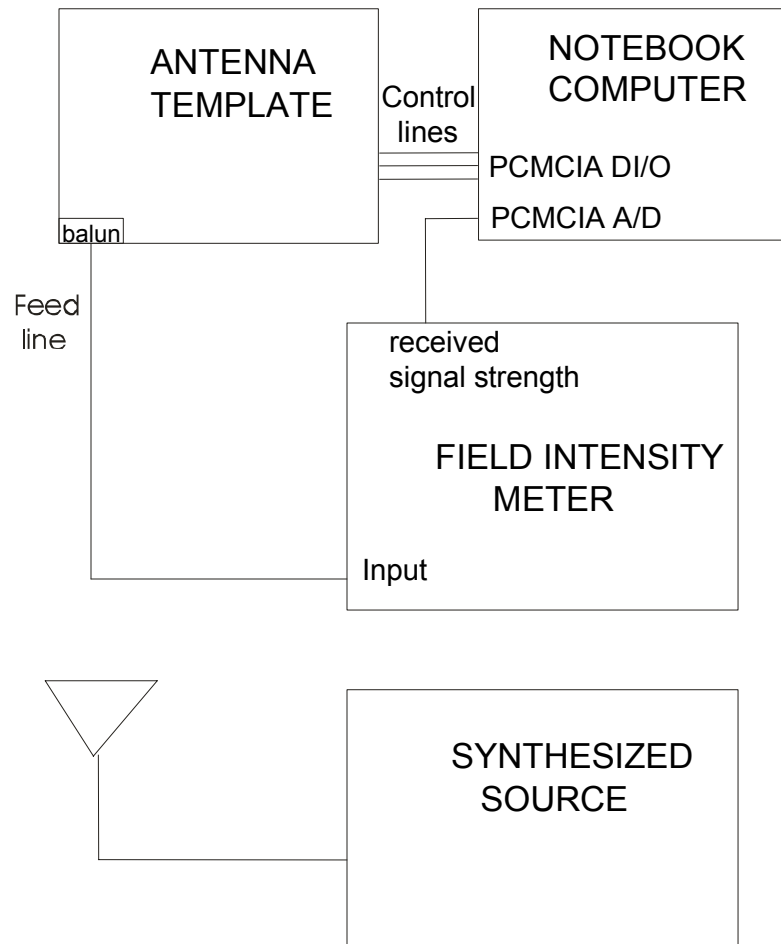 ANTENNA
TEMPLATE
Control
lines
NOTEBOOK
COMPUTER
PCMCIA DI/O
PCMCIA A/D
balun
Feed
line
received
signal strength
FIELD INTENSITY
METER
Input
SYNTHESIZED
SOURCE